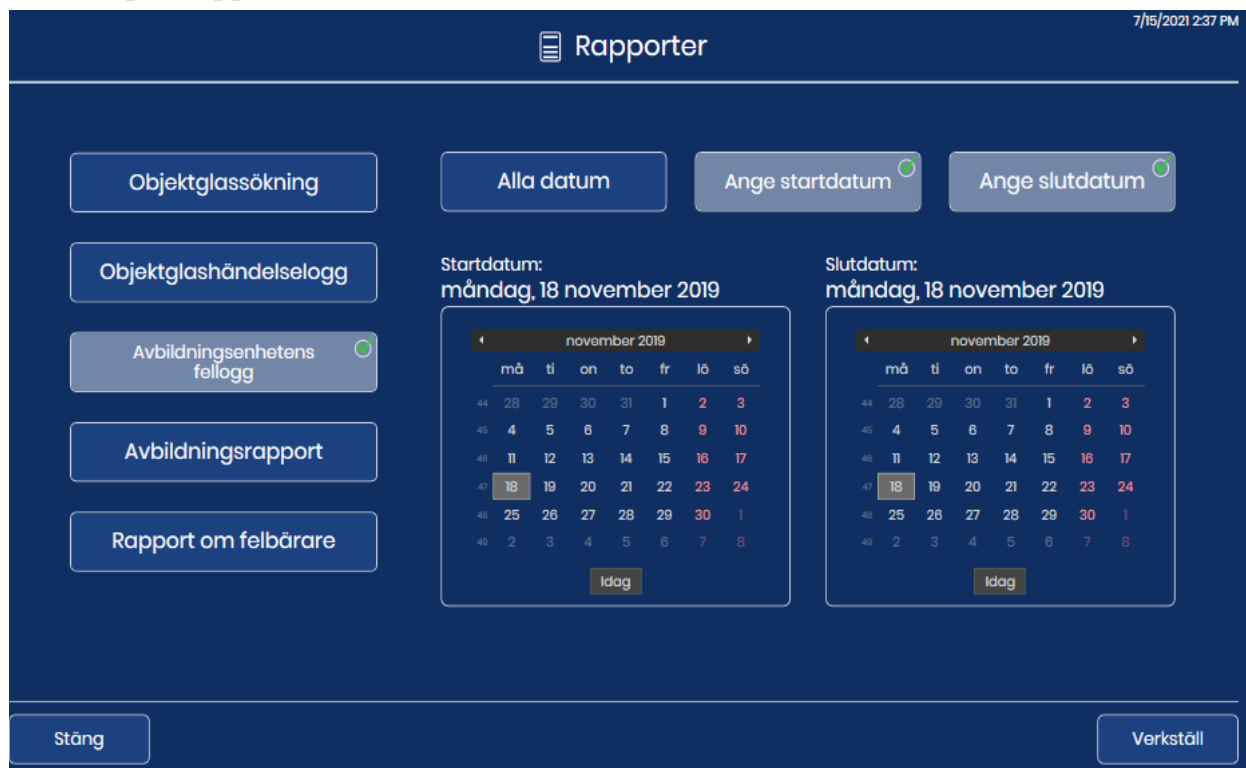 7/15/2021 2:37 PM
Rapporter
Objektglassökning
Objektglashändelselogg
Avbildningsenhetens
fellogg
Avbildningsrapport
Rapport om felbärare
Alla datum
Ange startdatum
Ange slutdatum
Startdatum:
måndag, 18 november 2019
november 2019
må ti on to fr lö sö
44 28 29 30 31 1 2 3
45 4 5 6 7 8 9 10
46 11 12 13 14 15 16 17
47 18 19 20 21 22 23 24
48 25 26 27 28 29 30 1
49 2 3 4 5 6 7 8
Idag
Slutdatum:
måndag, 18 november 2019
november 2019
må ti on to fr lö sö
44 28 29 30 31 1 2 3
45 4 5 6 7 8 9 10
46 11 12 13 14 15 16 17
47 18 19 20 21 22 23 24
48 25 26 27 28 29 30 1
49 2 3 4 5 6 7 8
Idag
Stäng
Verkställ